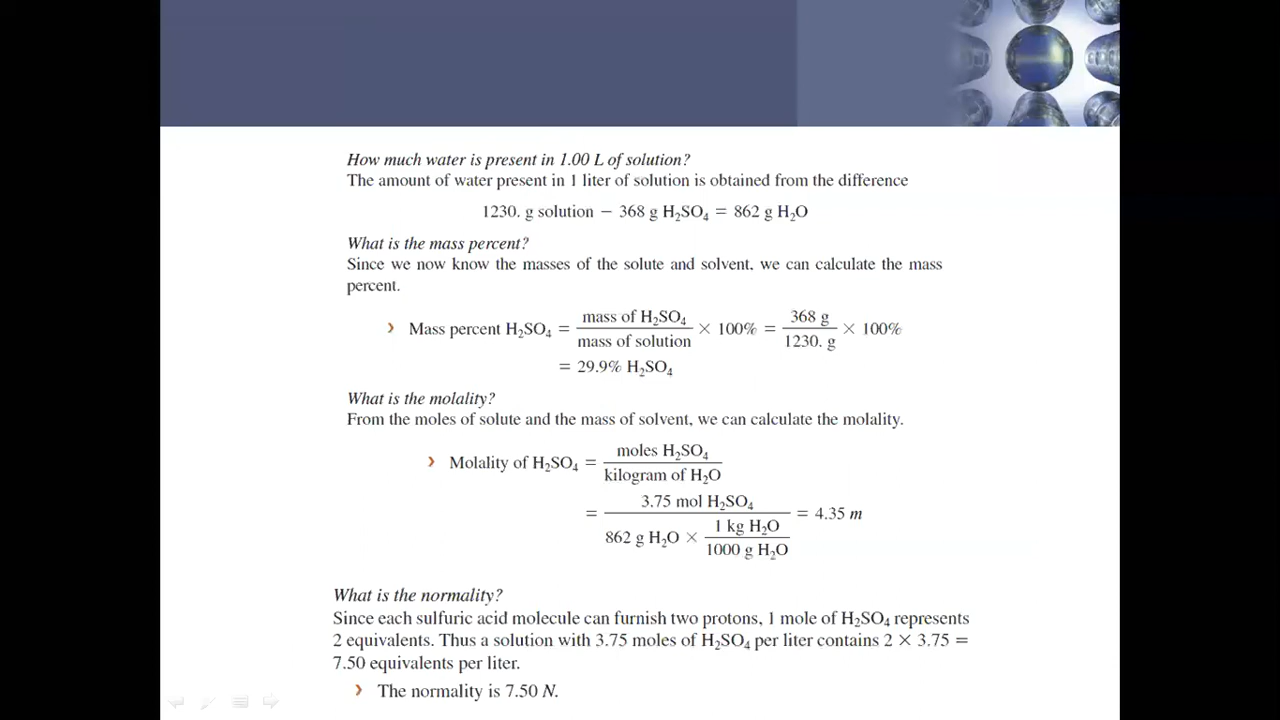 How much water is present in 1.00 L of solution?
The amount of water present in 1 liter of solution is obtained from the difference
1230. g solution − 368 g H₂SO₄ = 862 g H₂O
What is the mass percent?
Since we now know the masses of the solute and solvent, we can calculate the mass
percent.
› Mass percent H₂SO₄ = mass of H₂SO₄ / mass of solution × 100% = 368 g / 1230. g × 100%
= 29.9% H₂SO₄
What is the molality?
From the moles of solute and the mass of solvent, we can calculate the molality.
› Molality of H₂SO₄ = moles H₂SO₄ / kilogram of H₂O
= 3.75 mol H₂SO₄ / 862 g H₂O × 1 kg H₂O / 1000 g H₂O = 4.35 m
What is the normality?
Since each sulfuric acid molecule can furnish two protons, 1 mole of H₂SO₄ represents
2 equivalents. Thus a solution with 3.75 moles of H₂SO₄ per liter contains 2 × 3.75 =
7.50 equivalents per liter.
› The normality is 7.50 N.